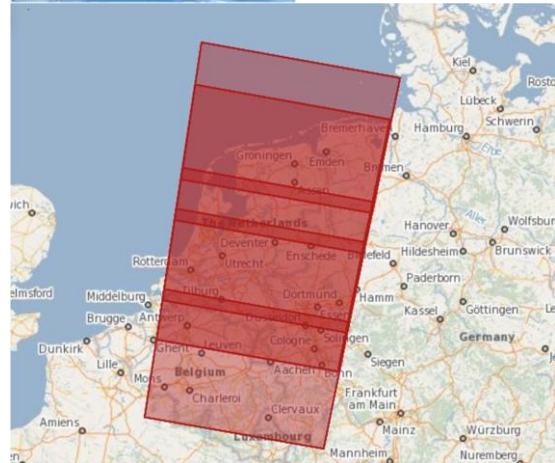 Kiel
Rosto
Lübeck
Schwerin
Bremerhaven
Hamburg
Elbe
Groningen
Emden
Bremen
Assen
wich
The Netherlands
Aller
Wolfsbu
Hanover
Deventer
Bielefeld
Hildesheim
Brunswick
Rotterdam
Utrecht
Enschede
Paderborn
elmsford
Middelburg
Tilburg
Dortmund
Hamm
Göttingen
Brugge
Antwerp
Essen
Kassel
Düsseldorf
Solingen
Germany
Dunkirk
Ghent
Leuven
Cologne
Siegen
Je
Lille
Belgium
Aachen
Bonn
Mons
Charleroi
Frankfurt
am Main
Clervaux
Amiens
Mainz
Würzburg
Luxembourg
Mannheim
Nuremberg